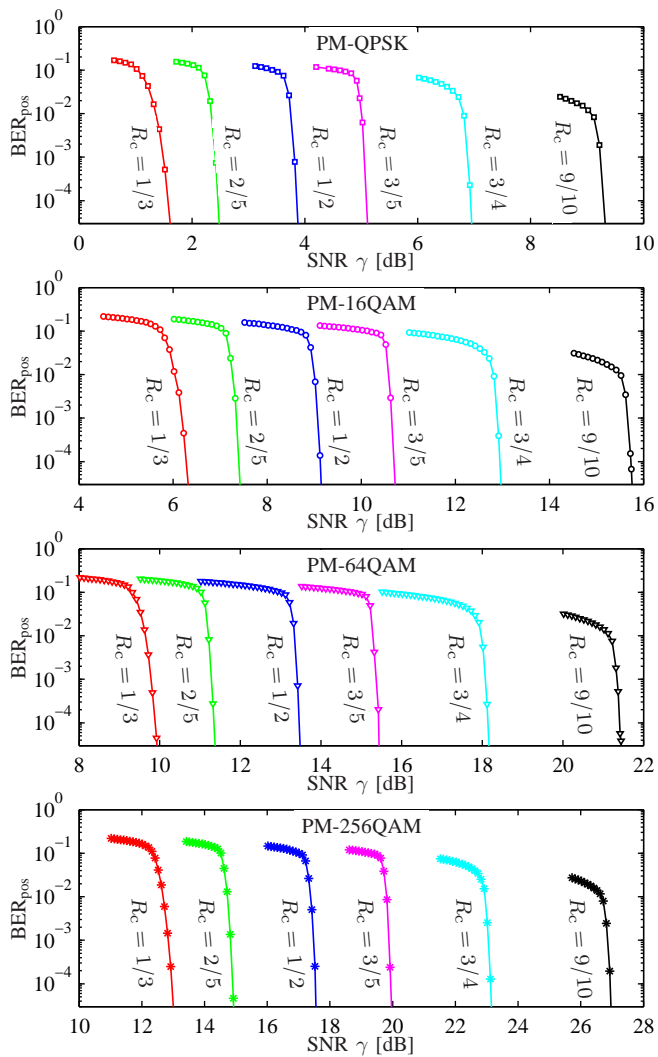 PM-QPSK
10^0
10^-1
10^-2
10^-3
10^-4
BER_pos
R_c = 1/3
R_c = 2/5
R_c = 1/2
R_c = 3/5
R_c = 3/4
R_c = 9/10
0 2 4 6 8 10
SNR γ [dB]
PM-16QAM
10^0
10^-1
10^-2
10^-3
10^-4
BER_pos
R_c = 1/3
R_c = 2/5
R_c = 1/2
R_c = 3/5
R_c = 3/4
R_c = 9/10
4 6 8 10 12 14 16
SNR γ [dB]
PM-64QAM
10^0
10^-1
10^-2
10^-3
10^-4
BER_pos
R_c = 1/3
R_c = 2/5
R_c = 1/2
R_c = 3/5
R_c = 3/4
R_c = 9/10
8 10 12 14 16 18 20 22
SNR γ [dB]
PM-256QAM
10^0
10^-1
10^-2
10^-3
10^-4
BER_pos
R_c = 1/3
R_c = 2/5
R_c = 1/2
R_c = 3/5
R_c = 3/4
R_c = 9/10
10 12 14 16 18 20 22 24 26 28
SNR γ [dB]